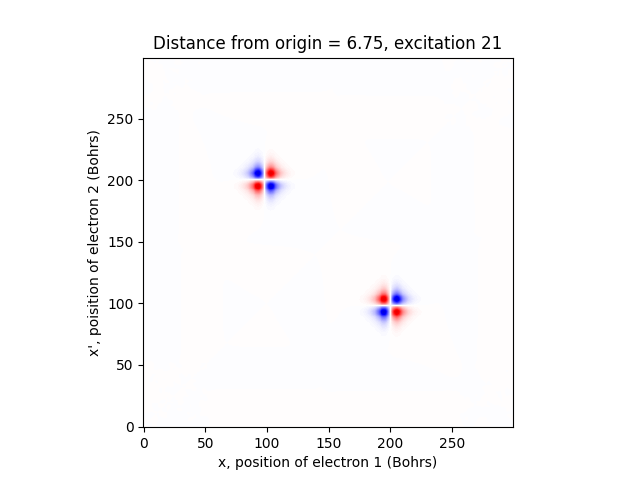 Distance from origin = 6.75, excitation 21
x', poisition of electron 2 (Bohrs)
250
200
150
100
50
0
0 50 100 150 200 250
x, position of electron 1 (Bohrs)